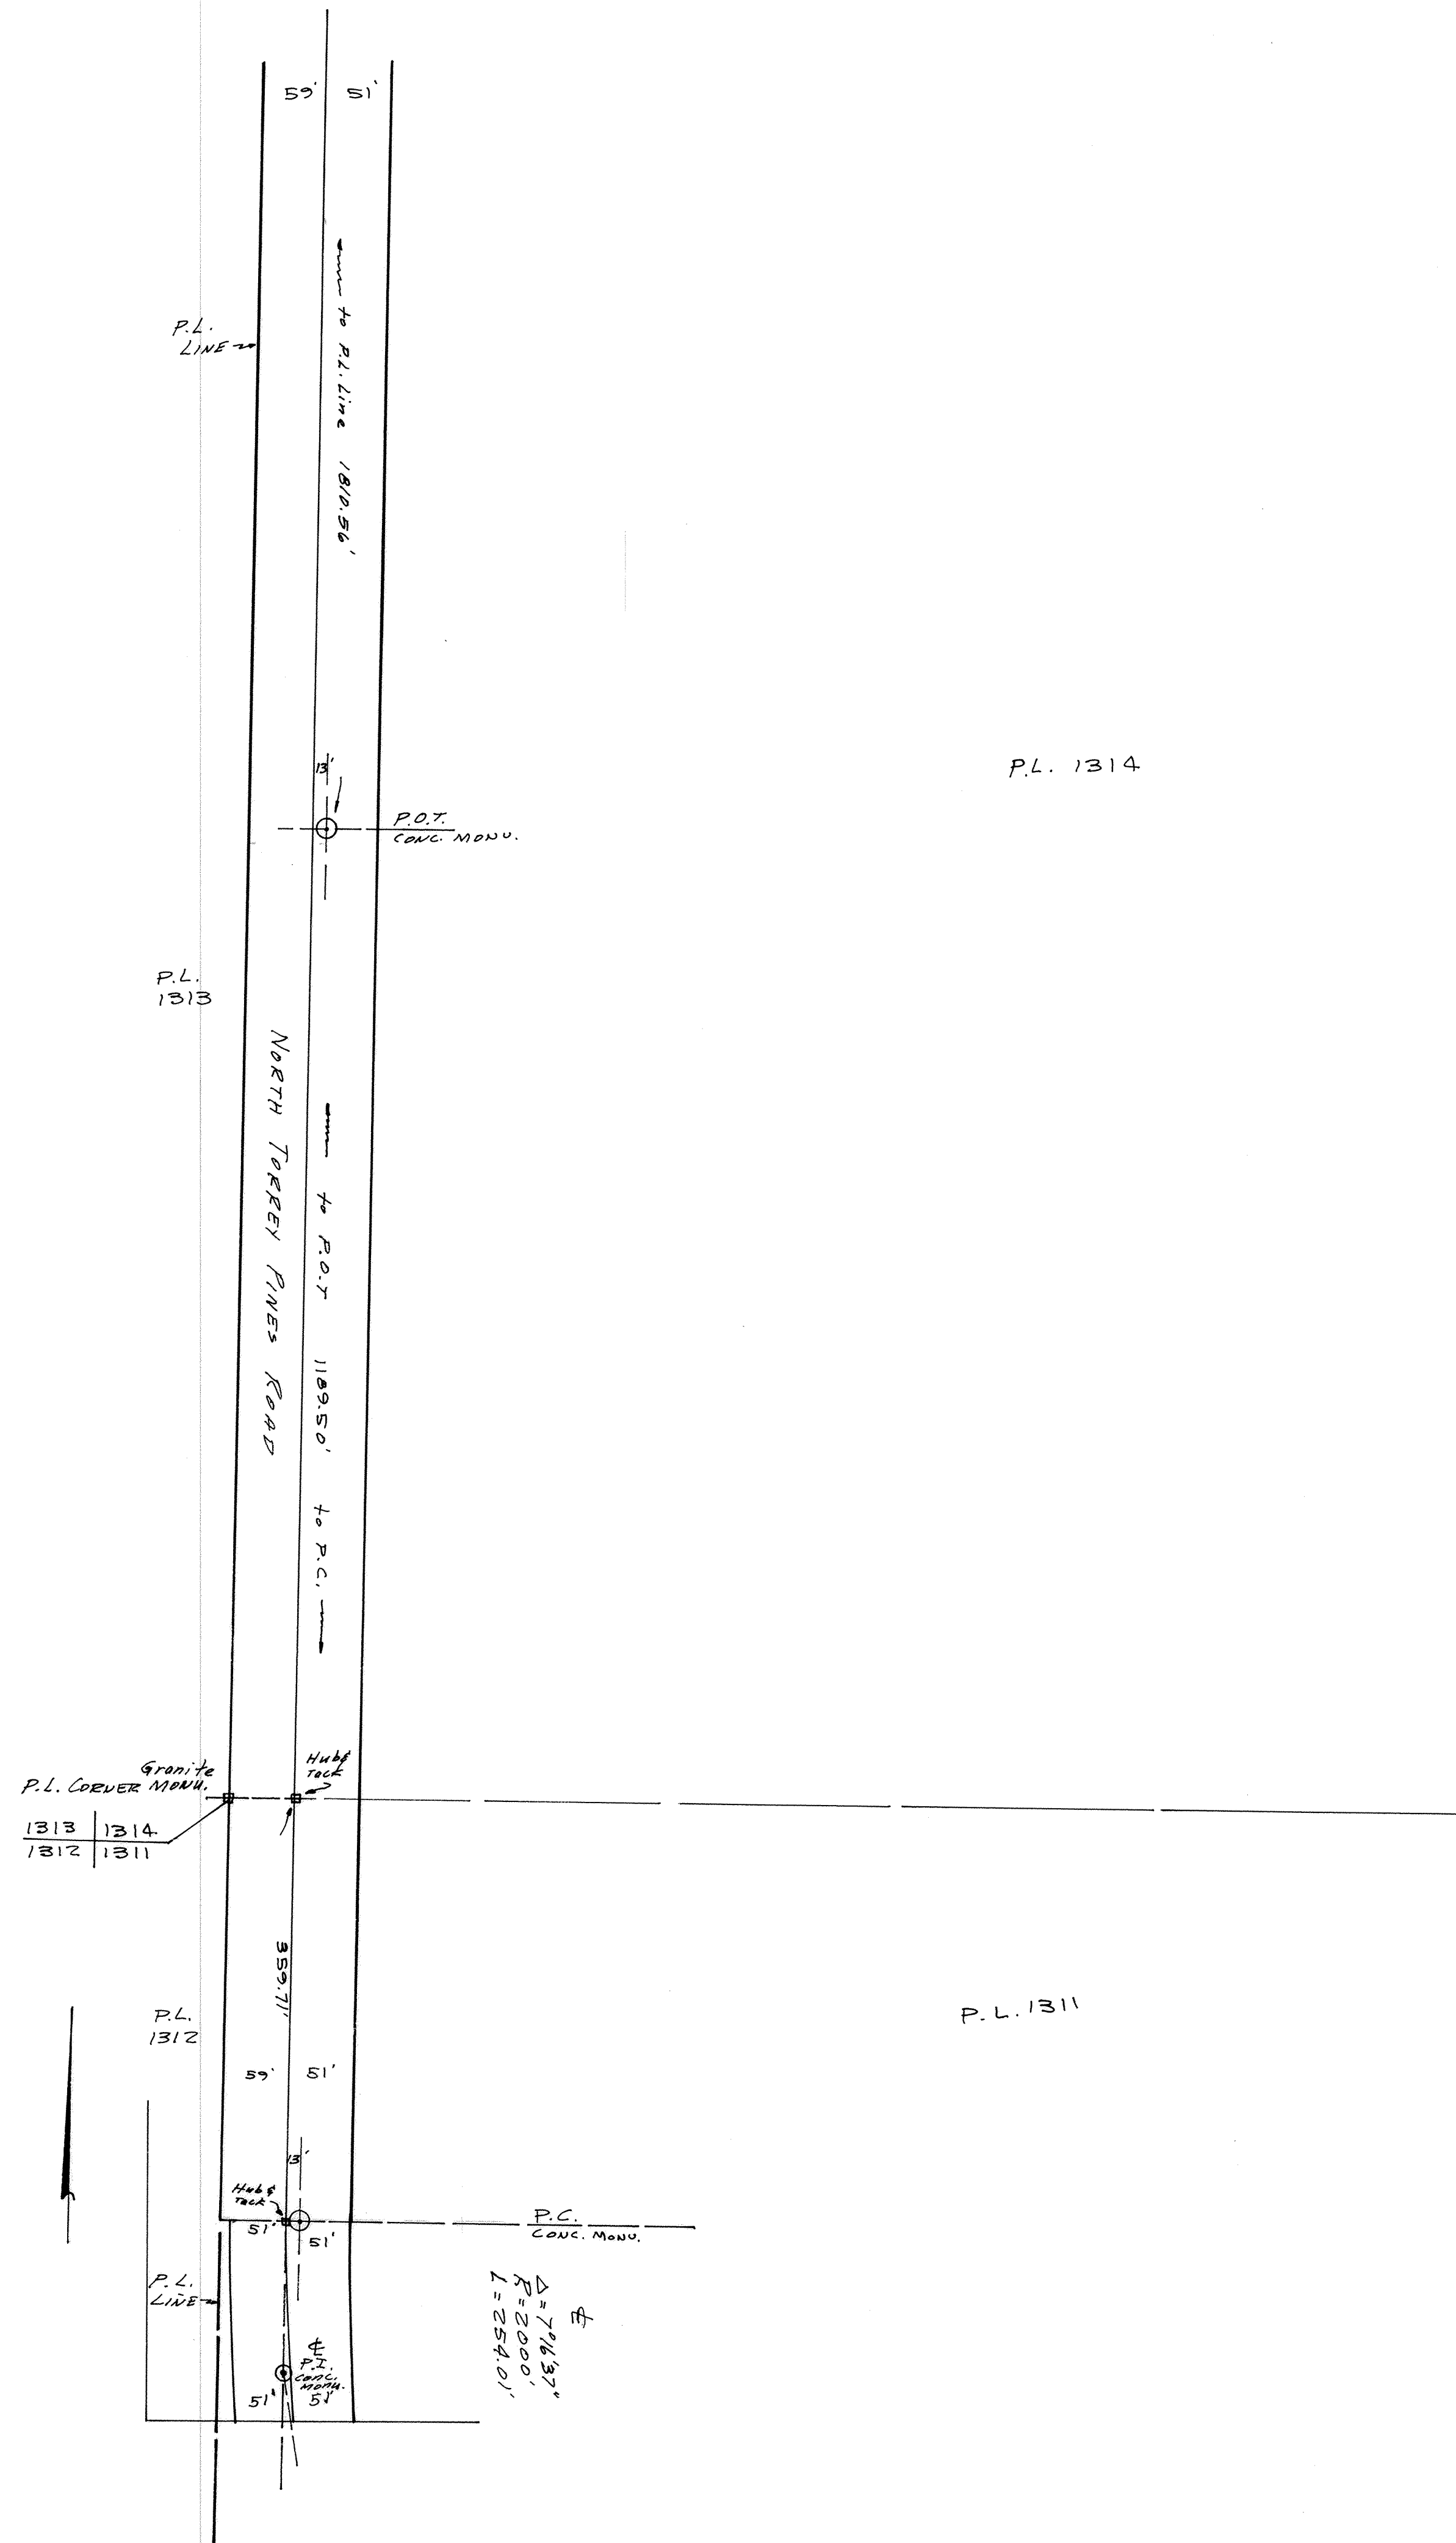 59' 51'
← to P.L. Line 1810.56'
P.L.
LINE
13'
P.O.T.
CONC. MONU.
P.L. 1314
P.L.
1313
NORTH TORREY PINES ROAD
← to P.O.T 1189.50' to P.C. →
Granite
P.L. CORNER MONU.
Hub &
Tack
1313 | 1314
1312 | 1311
359.71'
P.L.
1312
P.L. 1311
59' 51'
13'
Hub &
Tack
51'
51'
P.C.
CONC. MONU.
P.L.
LINE
℄
Δ = 7°16'37"
R = 2000'
L = 254.01'
℄
P.I.
CONC.
MONU.
51' 51'